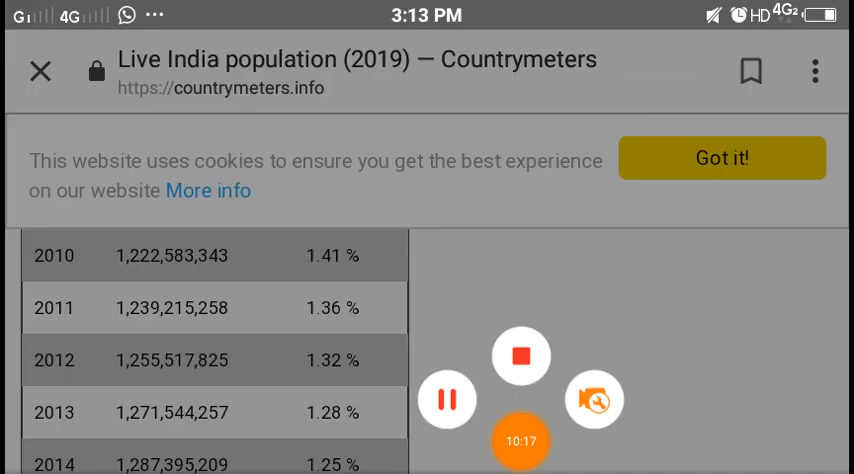 G 4G ... 3:13 PM HD 4G2
Live India population (2019) — Countrymeters
https://countrymeters.info
This website uses cookies to ensure you get the best experience
on our website More info
Got it!
2010 1,222,583,343 1.41 %
2011 1,239,215,258 1.36 %
2012 1,255,517,825 1.32 %
2013 1,271,544,257 1.28 %
2014 1,287,395,209 1.25 %
10:17